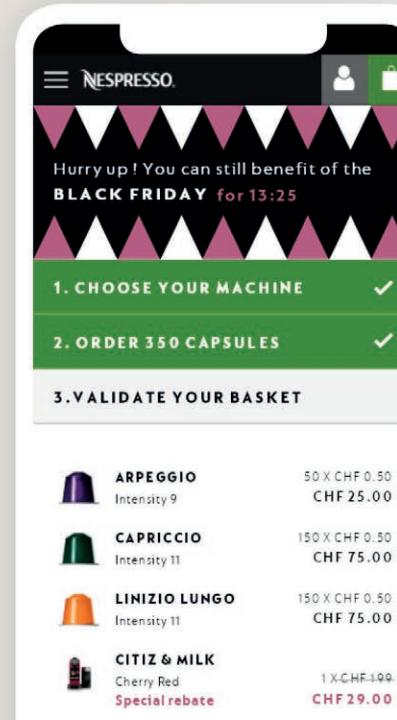 NESPRESSO.
Hurry up ! You can still benefit of the
BLACK FRIDAY for 13:25
1. CHOOSE YOUR MACHINE
2. ORDER 350 CAPSULES
3. VALIDATE YOUR BASKET
ARPEGGIO 50 X CHF 0.50
Intensity 9 CHF 25.00
CAPRICCIO 150 X CHF 0.50
Intensity 11 CHF 75.00
LINIZIO LUNGO 150 X CHF 0.50
Intensity 11 CHF 75.00
CITIZ & MILK
Cherry Red 1 X CHF 199
Special rebate CHF 29.00